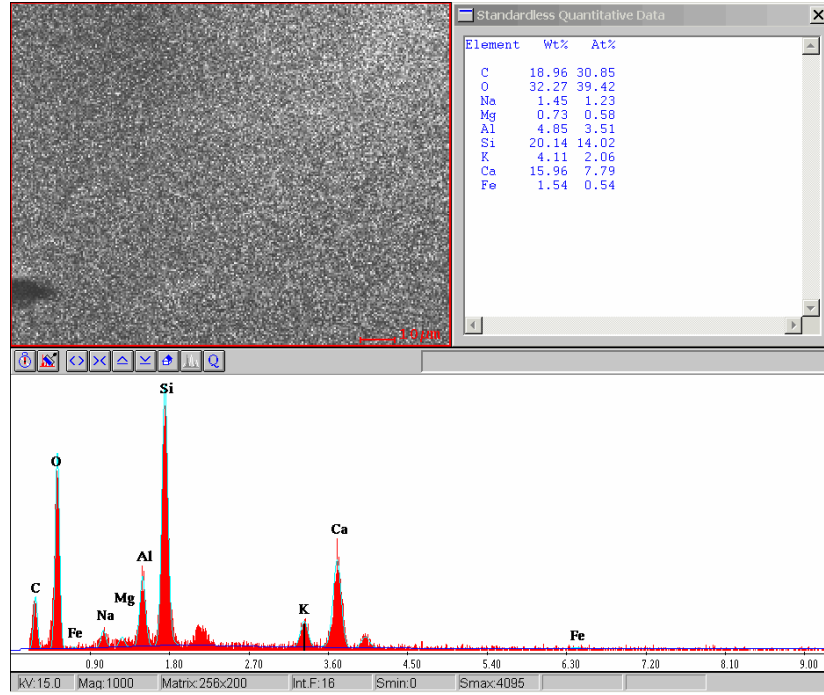 Standardless Quantitative Data
Element Wt% At%
C 18.96 30.85
O 32.27 39.42
Na 1.45 1.23
Mg 0.73 0.58
Al 4.85 3.51
Si 20.14 14.02
K 4.11 2.06
Ca 15.96 7.79
Fe 1.54 0.54
10 µm
Q
Si
O
Ca
Al
C
Mg
Na
K
Fe
Fe
0.90 1.80 2.70 3.60 4.50 5.40 6.30 7.20 8.10 9.00
kV:15.0 Mag:1000 Matrix:256x200 Int.F:16 Smin:0 Smax:4095